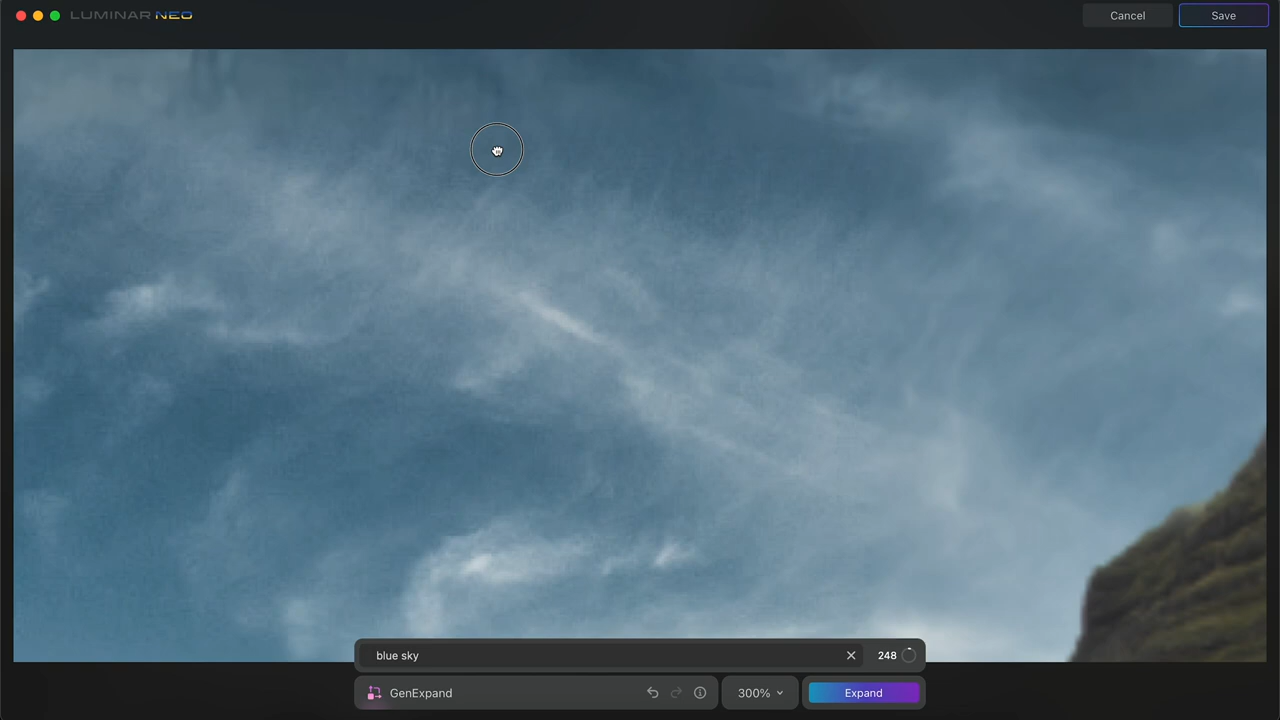 LUMINAR NEO
Cancel
Save
blue sky
248
GenExpand
300%
Expand